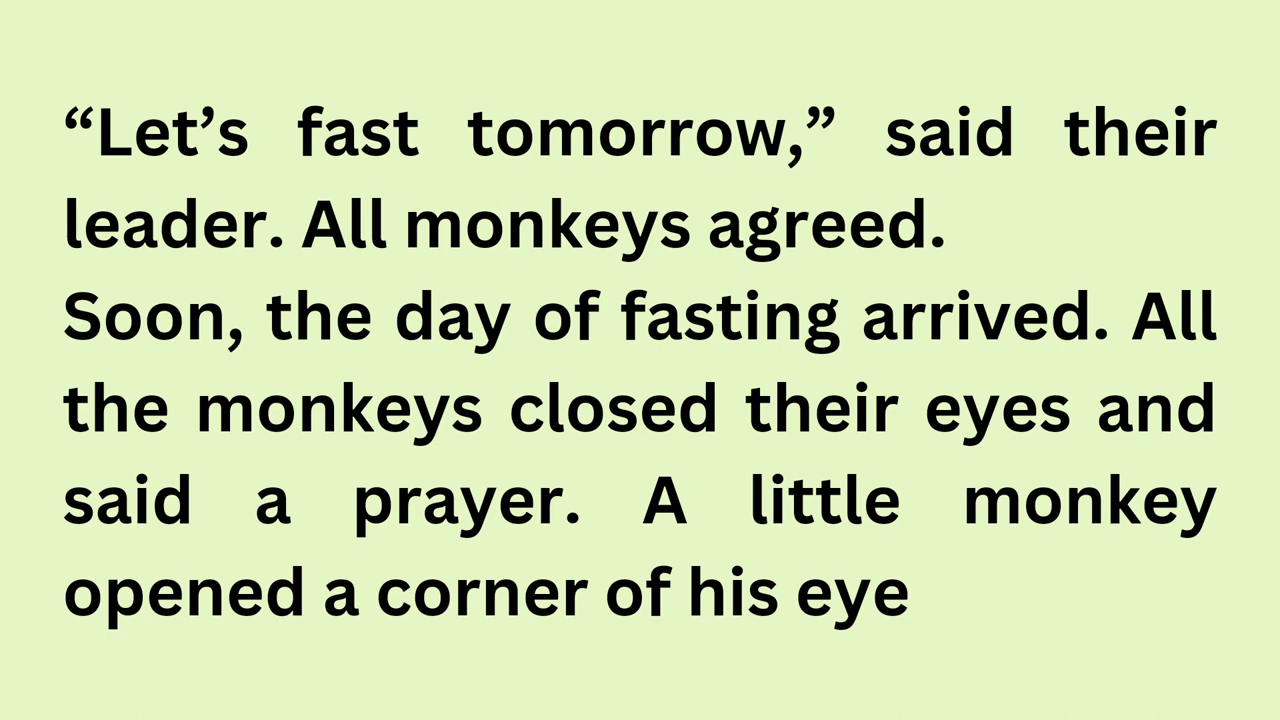 “Let’s fast tomorrow,” said their
leader. All monkeys agreed.
Soon, the day of fasting arrived. All
the monkeys closed their eyes and
said a prayer. A little monkey
opened a corner of his eye